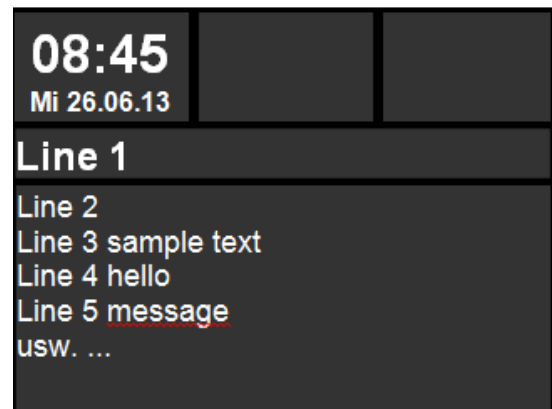 08:45
Mi 26.06.13
Line 1
Line 2
Line 3 sample text
Line 4 hello
Line 5 message
usw. ...